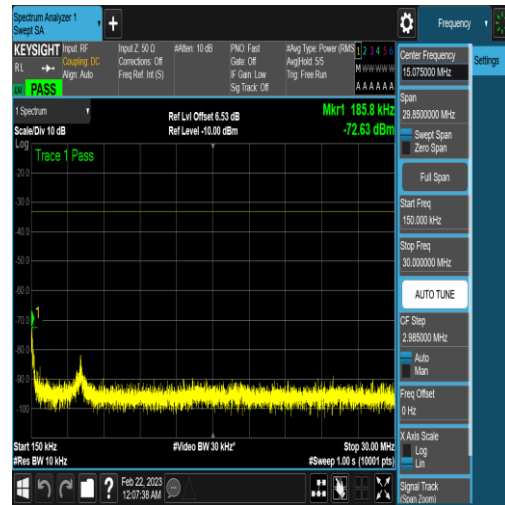 Spectrum Analyzer 1
Swept SA
Frequency
KEYSIGHT
Input: RF
Coupling: DC
Align: Auto
Input Z: 50 Ω
Corrections: Off
Freq Ref: Int (S)
#Atten: 10 dB
PNO: Fast
Gate: Off
IF Gain: Low
Sig Track: Off
#Avg Type: Power (RMS
Avg|Hold: 5/5
Trig: Free Run
1 2 3 4 5 6
M W W W W W
A A A A A A
R L
PASS
1 Spectrum
Scale/Div 10 dB
Ref Lvl Offset 6.53 dB
Ref Level -10.00 dBm
Mkr1 185.8 kHz
-72.63 dBm
Log
Trace 1 Pass
-20.0
-30.0
-40.0
-50.0
-60.0
-70.0
-80.0
-90.0
-100
1
Start 150 kHz
#Res BW 10 kHz
#Video BW 30 kHz*
Stop 30.00 MHz
#Sweep 1.00 s (10001 pts)
Feb 22, 2023
12:07:38 AM
Center Frequency
15.075000 MHz
Settings
Span
29.8500000 MHz
Swept Span
Zero Span
Full Span
Start Freq
150.000 kHz
Stop Freq
30.000000 MHz
AUTO TUNE
CF Step
2.985000 MHz
Auto
Man
Freq Offset
0 Hz
X Axis Scale
Log
Lin
Signal Track
(Span Zoom)